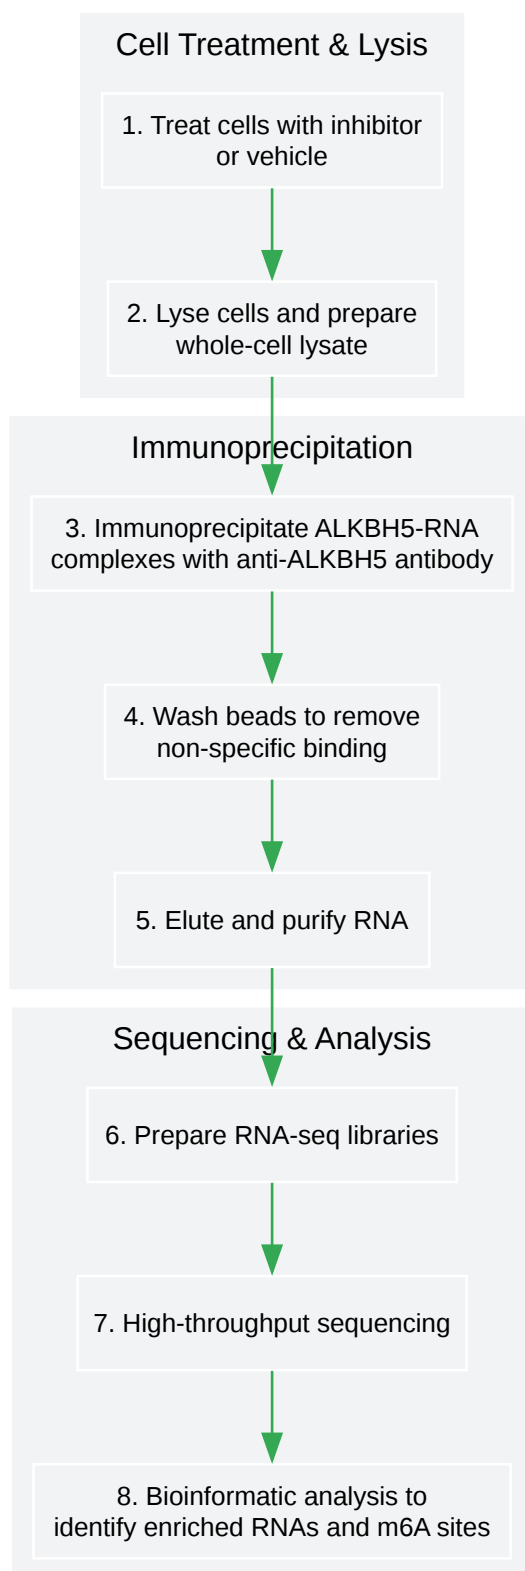 Cell Treatment & Lysis
1. Treat cells with inhibitor
or vehicle
2. Lyse cells and prepare
whole-cell lysate
Immunoprecipitation
3. Immunoprecipitate ALKBH5-RNA
complexes with anti-ALKBH5 antibody
4. Wash beads to remove
non-specific binding
5. Elute and purify RNA
Sequencing & Analysis
6. Prepare RNA-seq libraries
7. High-throughput sequencing
8. Bioinformatic analysis to
identify enriched RNAs and m6A sites